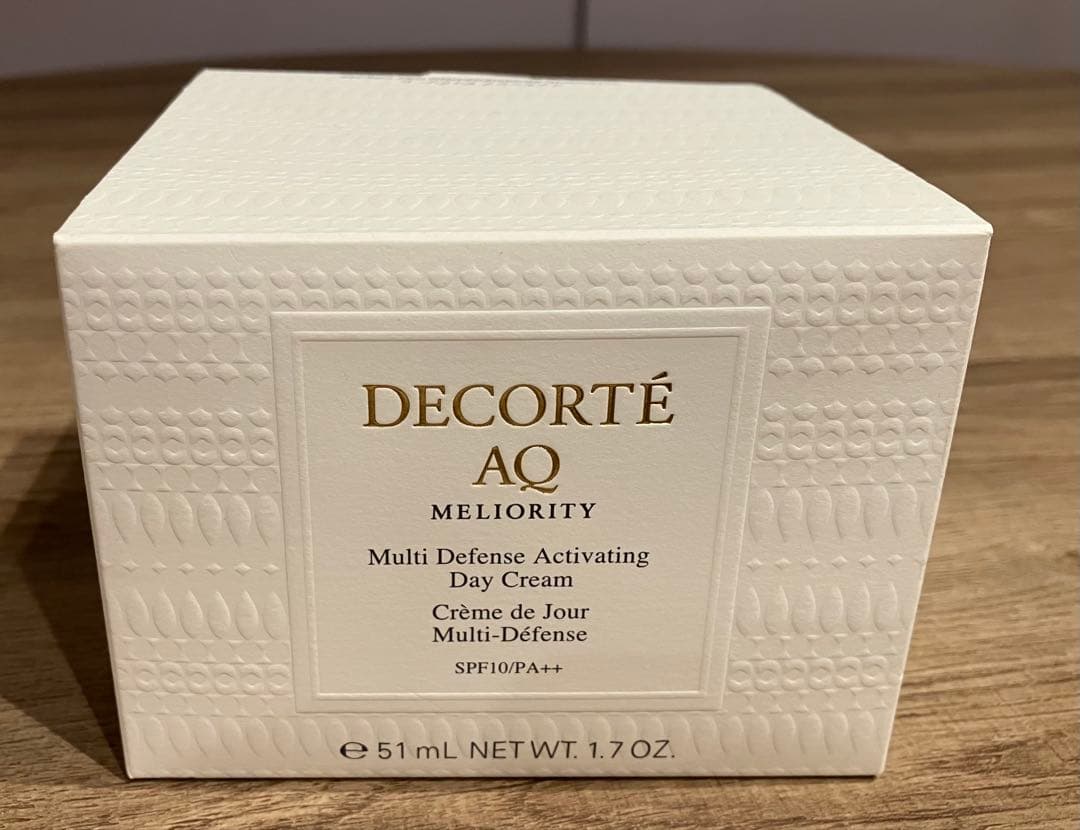 DECORTÉ
AQ
MELIORITY
Multi Defense Activating
Day Cream
Crème de Jour
Multi-Défense
SPF10/PA++
℮ 51 mL NET WT. 1.7 OZ.